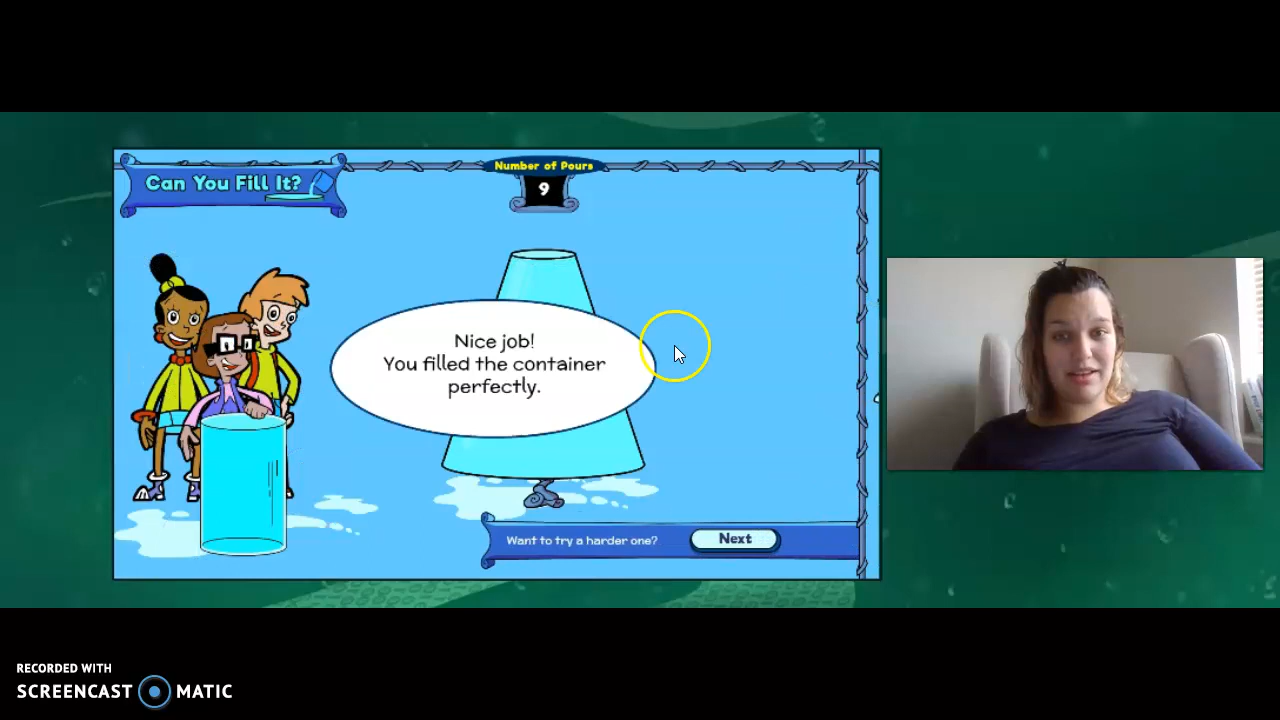 Can You Fill It?
Number of Pours
9
Nice job!
You filled the container
perfectly.
Want to try a harder one?
Next
RECORDED WITH
SCREENCAST MATIC